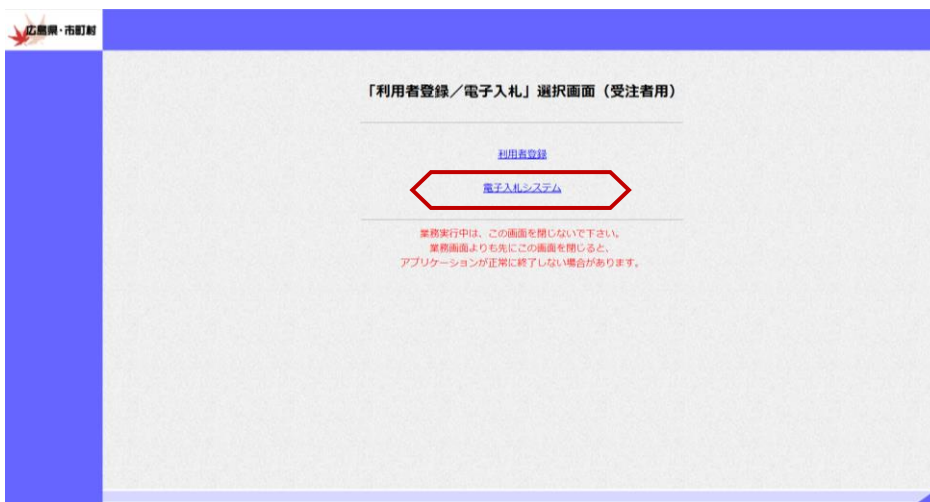 広島県・市町村
「利用者登録／電子入札」選択画面（受注者用）
利用者登録
電子入札システム
業務実行中は、この画面を閉じないで下さい。
業務画面よりも先にこの画面を閉じると、
アプリケーションが正常に終了しない場合があります。